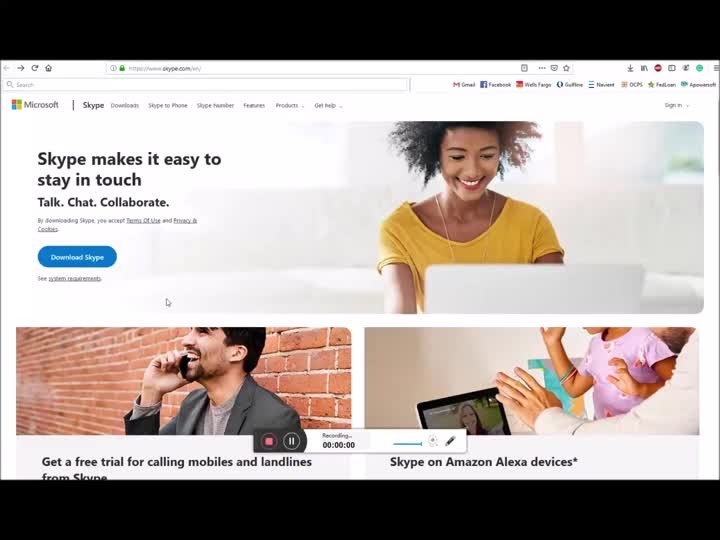 https://www.skype.com/en/
Search
Gmail Facebook Wells Fargo Gulfline Navient OCPS FedLoan Apowersoft
Microsoft Skype Downloads Skype to Phone Skype Number Features Products Get help Sign in
Skype makes it easy to
stay in touch
Talk. Chat. Collaborate.
By downloading Skype, you accept Terms Of Use and Privacy &
Cookies.
Download Skype
See system requirements.
Recording...
00:00:00
Get a free trial for calling mobiles and landlines
from Skype
Skype on Amazon Alexa devices*